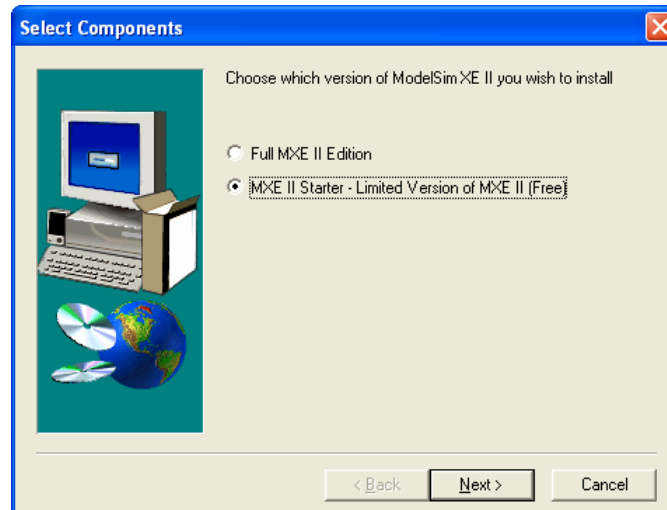 Select Components
Choose which version of ModelSim XE II you wish to install
Full MXE II Edition
MXE II Starter - Limited Version of MXE II (Free)
< Back Next > Cancel